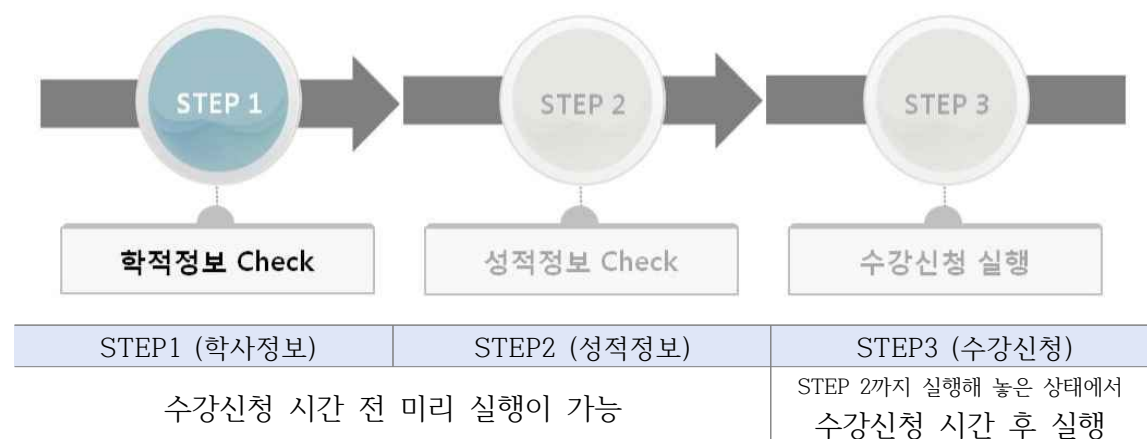 STEP 1
STEP 2
STEP 3
학적정보 Check
성적정보 Check
수강신청 실행
STEP1 (학사정보)
STEP2 (성적정보)
STEP3 (수강신청)
수강신청 시간 전 미리 실행이 가능
STEP 2까지 실행해 놓은 상태에서
수강신청 시간 후 실행